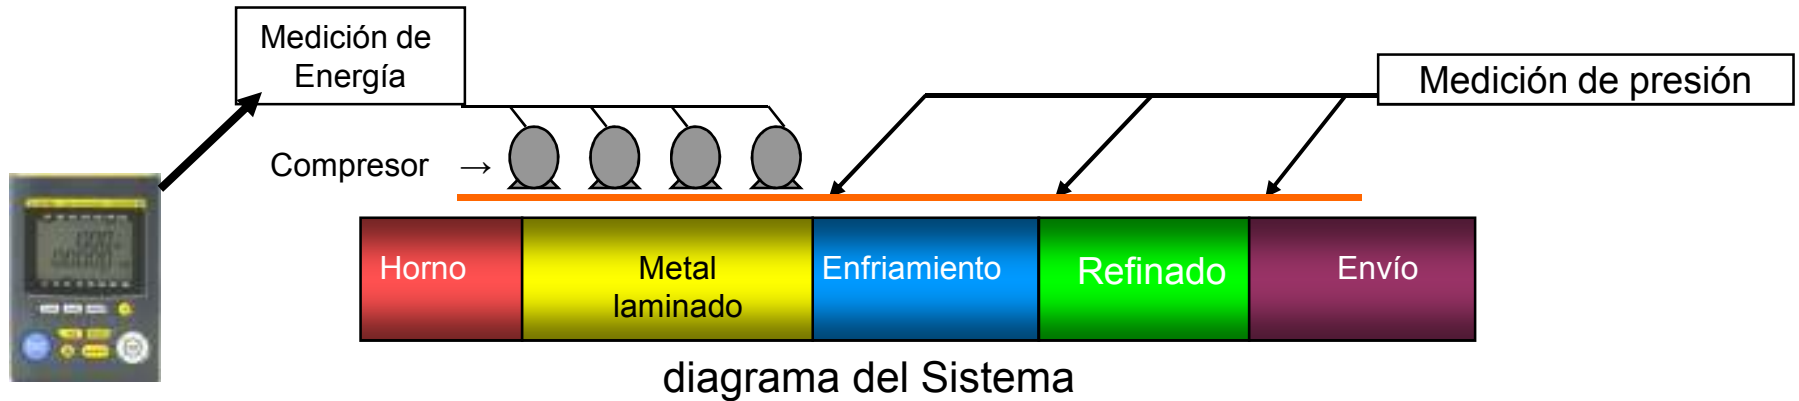 Medición de
Energía
Medición de presión
Compresor →
Horno
Metal
laminado
Enfriamiento
Refinado
Envío
diagrama del Sistema